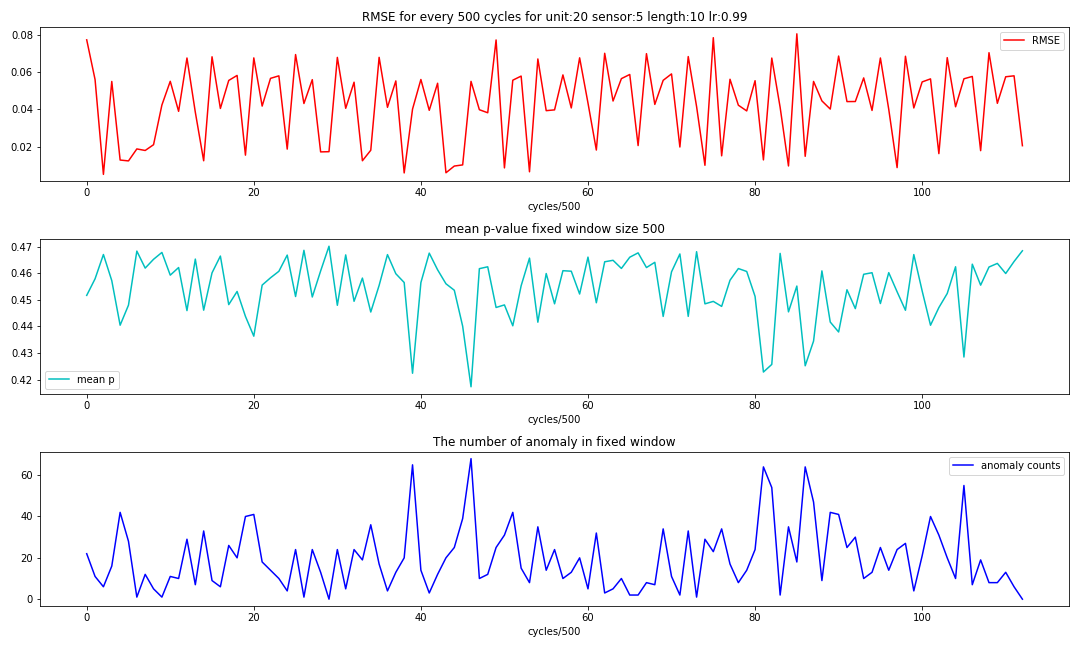 RMSE for every 500 cycles for unit:20 sensor:5 length:10 lr:0.99
RMSE
0.08
0.06
0.04
0.02
0 20 40 60 80 100
cycles/500
mean p-value fixed window size 500
0.47
0.46
0.45
0.44
0.43
0.42
mean p
0 20 40 60 80 100
cycles/500
The number of anomaly in fixed window
anomaly counts
60
40
20
0
0 20 40 60 80 100
cycles/500